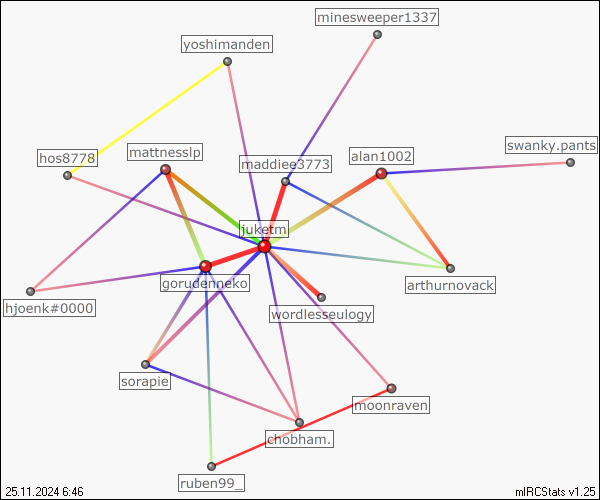 minesweeper1337
yoshimanden
swanky.pants
mattnesslp
alan1002
hos8778
maddiee3773
juketm
gorudenneko
arthurnovack
hjoenk#0000
wordlesseulogy
sorapie
moonraven
chobham.
ruben99_
25.11.2024 6:46
mIRCStats v1.25